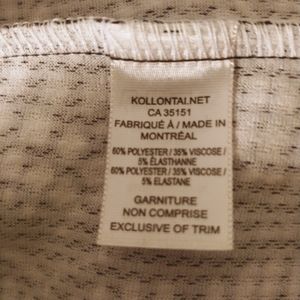 KOLLONTAI.NET
CA 35151
FABRIQUÉ À / MADE IN
MONTRÉAL
60% POLYESTER / 35% VISCOSE /
5% ÉLASTHANNE
60% POLYESTER / 35% VISCOSE /
5% ELASTANE
GARNITURE
NON COMPRISE
EXCLUSIVE OF TRIM